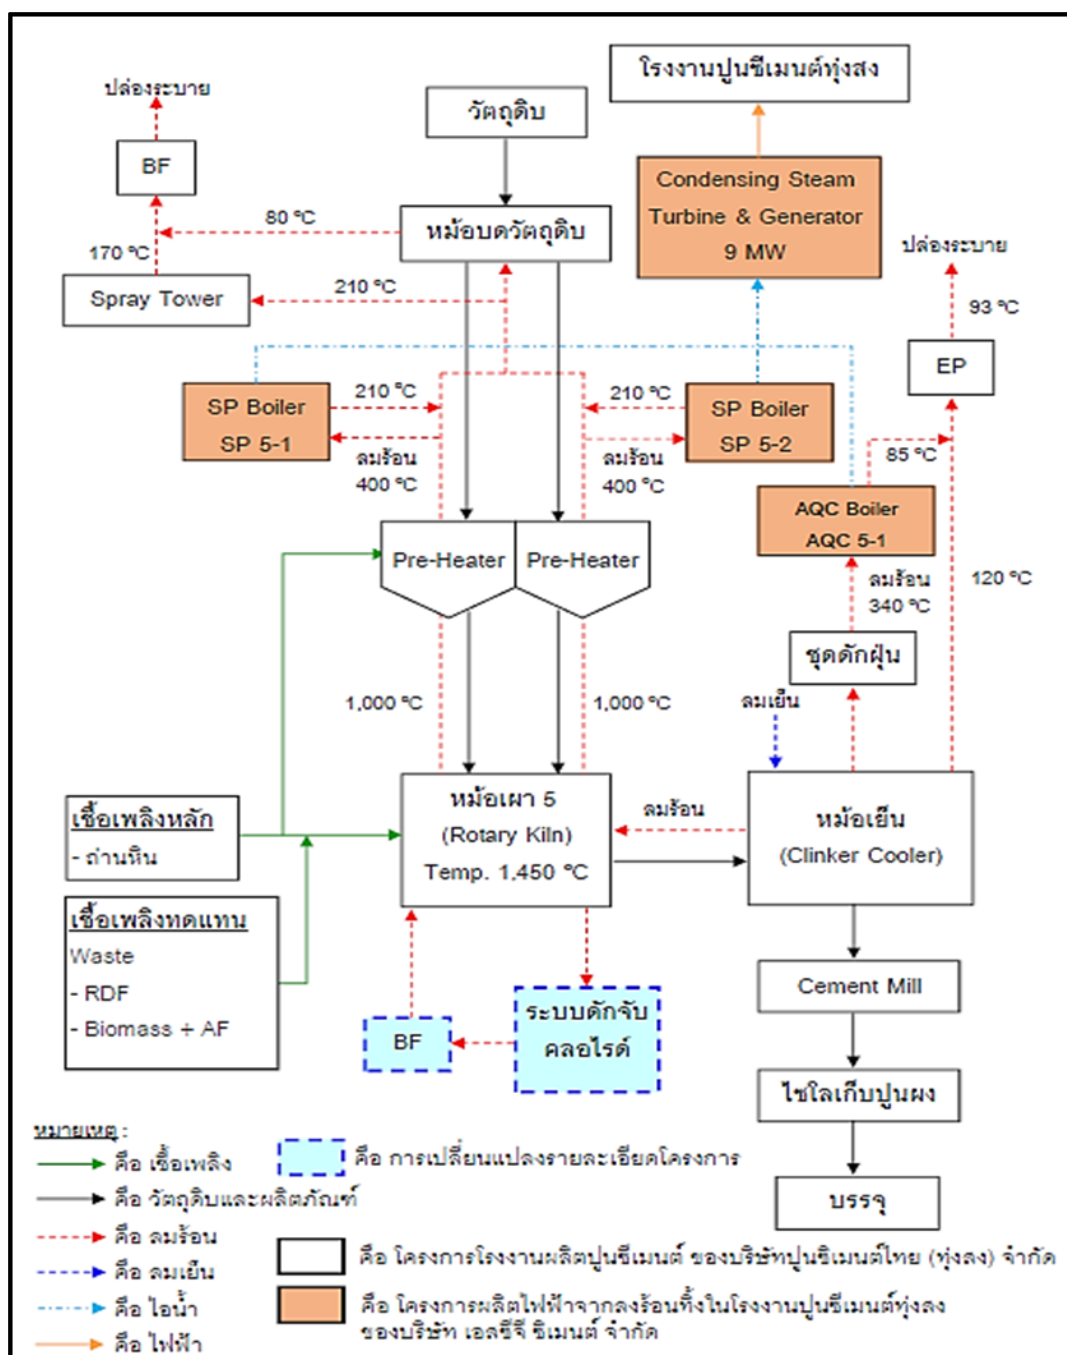 โรงงานปูนซีเมนต์ทุ่งสง
ปล่องระบาย
วัตถุดิบ
BF
Condensing Steam
Turbine & Generator
9 MW
80 °C
หม้อบดวัตถุดิบ
170 °C
ปล่องระบาย
Spray Tower
210 °C
93 °C
EP
SP Boiler
SP 5-1
210 °C
210 °C
SP Boiler
SP 5-2
ลมร้อน
400 °C
ลมร้อน
400 °C
85 °C
AQC Boiler
AQC 5-1
Pre-Heater
Pre-Heater
ลมร้อน
340 °C
120 °C
ชุดดักฝุ่น
1,000 °C
1,000 °C
ลมเย็น
เชื้อเพลิงหลัก
- ถ่านหิน
หม้อเผา 5
(Rotary Kiln)
Temp. 1,450 °C
ลมร้อน
หม้อเย็น
(Clinker Cooler)
เชื้อเพลิงทดแทน
Waste
- RDF
- Biomass + AF
BF
ระบบดักจับ
คลอไรด์
Cement Mill
ไซโลเก็บปูนผง
บรรจุ
หมายเหตุ :
คือ เชื้อเพลิง
คือ การเปลี่ยนแปลงรายละเอียดโครงการ
คือ วัตถุดิบและผลิตภัณฑ์
คือ ลมร้อน
คือ โครงการโรงงานผลิตปูนซีเมนต์ ของบริษัทปูนซิเมนต์ไทย (ทุ่งสง) จำกัด
คือ ลมเย็น
คือ ไอน้ำ
คือ โครงการผลิตไฟฟ้าจากลงร้อนทิ้งในโรงงานปูนซีเมนต์ทุ่งสง
ของบริษัท เอสซีจี ซิเมนต์ จำกัด
คือ ไฟฟ้า